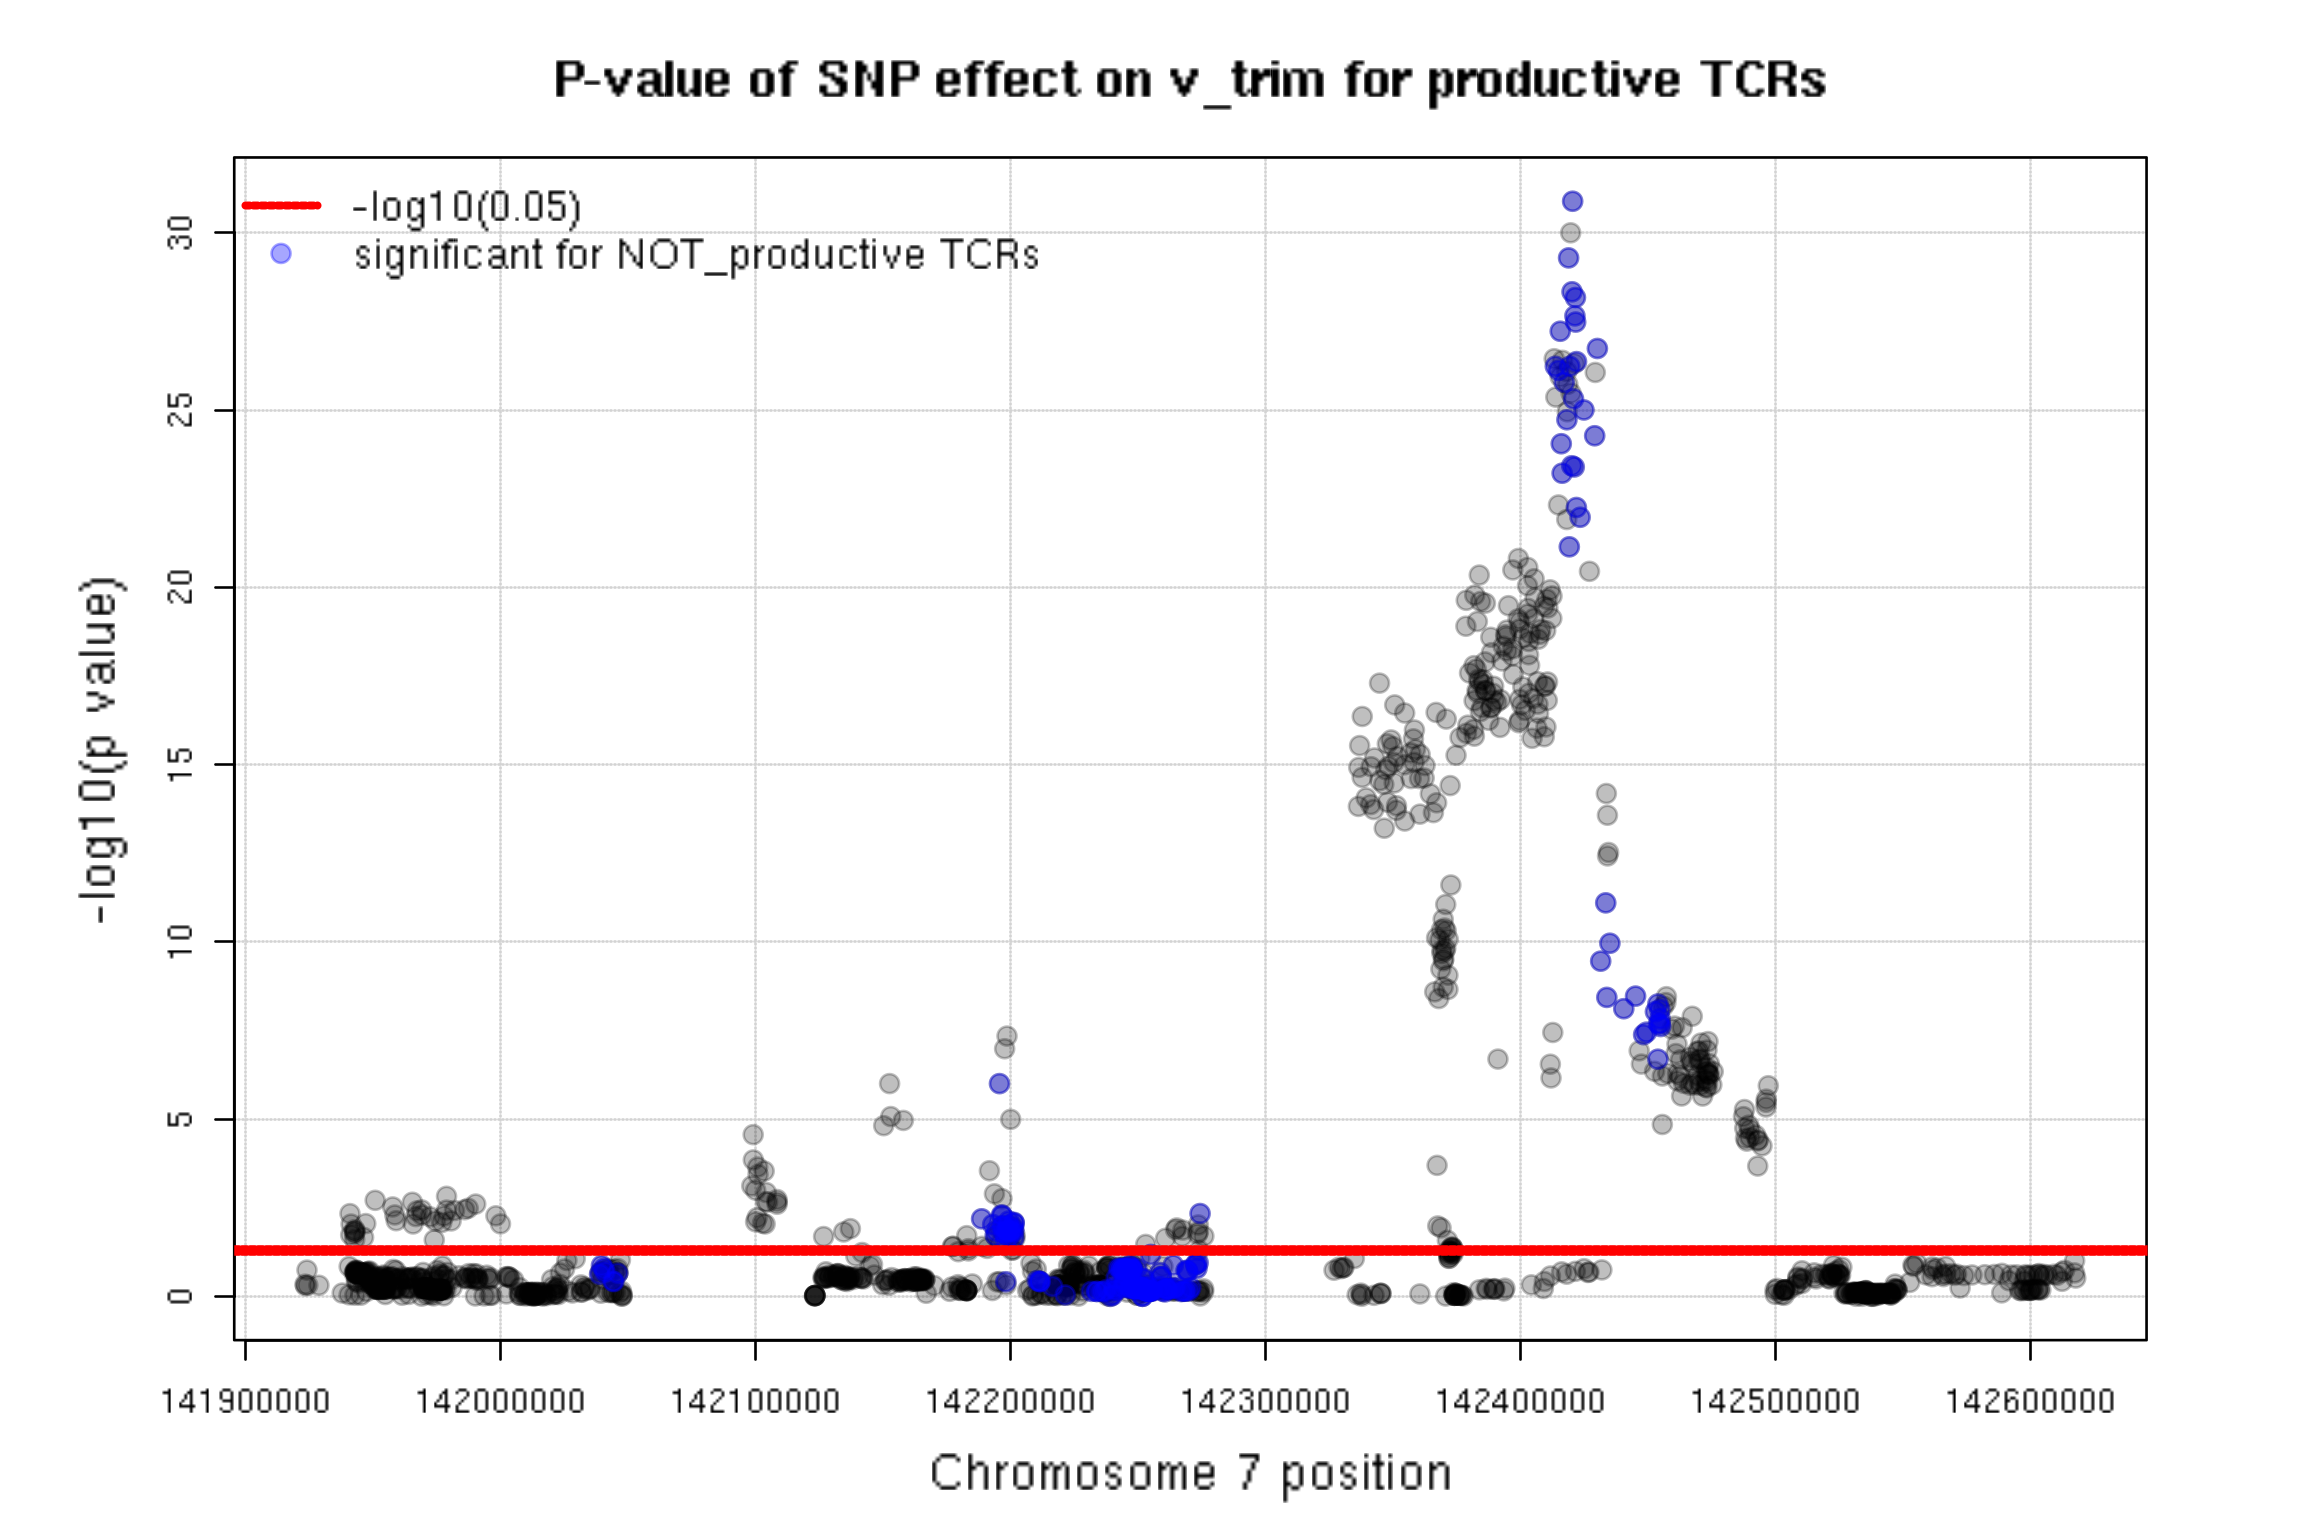 P-value of SNP effect on v_trim for productive TCRs
-log10(0.05)
significant for NOT_productive TCRs
-log10(p value)
30
25
20
15
10
5
0
141900000 142000000 142100000 142200000 142300000 142400000 142500000 142600000
Chromosome 7 position